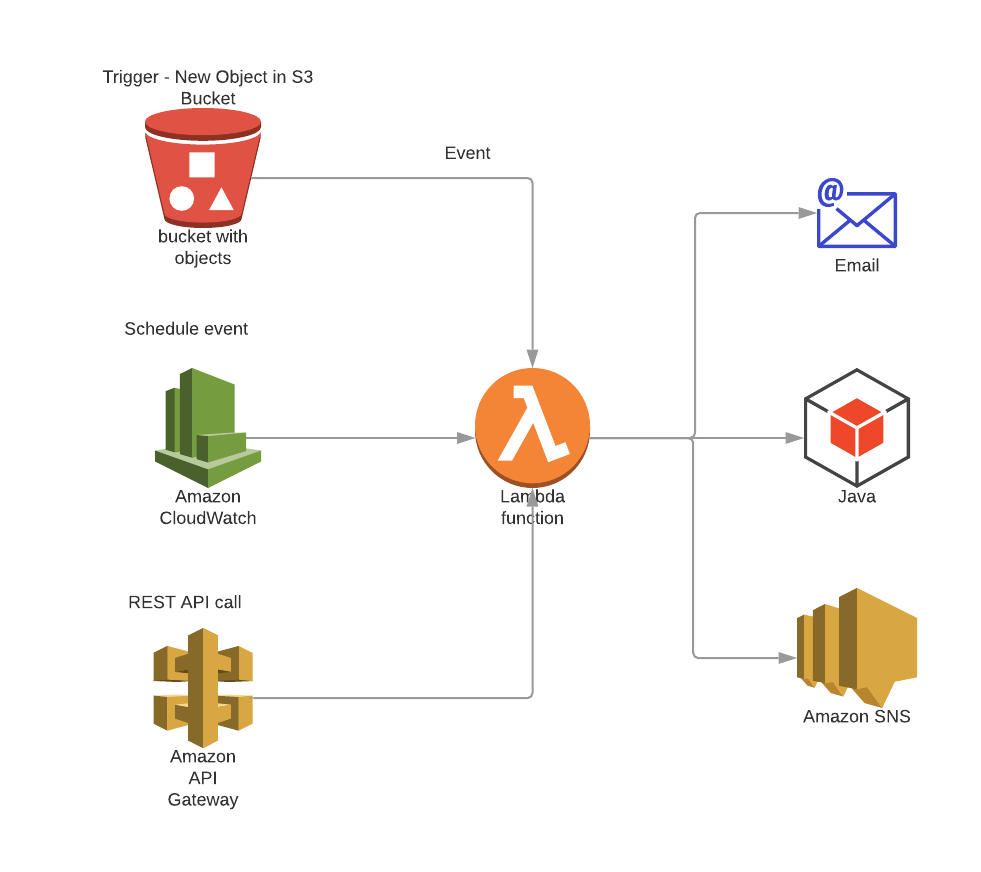 Trigger - New Object in S3
Bucket
Event
bucket with
objects
@
Email
Schedule event
Amazon
CloudWatch
Lambda
function
Java
REST API call
Amazon SNS
Amazon
API
Gateway